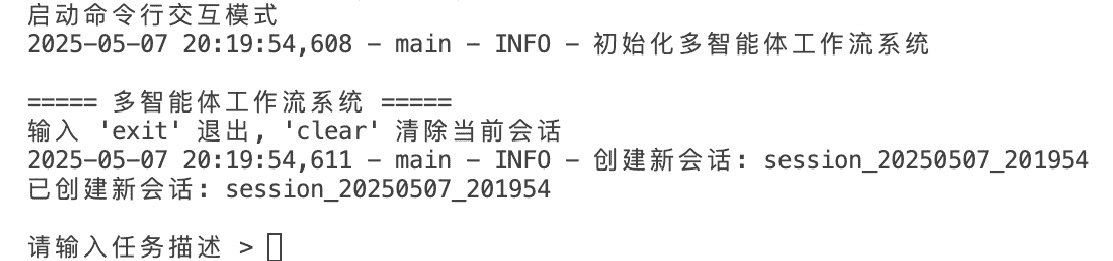 启动命令行交互模式
2025-05-07 20:19:54,608 - main - INFO - 初始化多智能体工作流系统
===== 多智能体工作流系统 =====
输入 'exit' 退出, 'clear' 清除当前会话
2025-05-07 20:19:54,611 - main - INFO - 创建新会话: session_20250507_201954
已创建新会话: session_20250507_201954
请输入任务描述 >